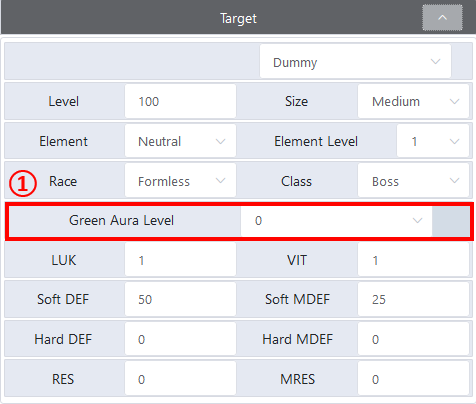 Target
Dummy
Level 100 Size Medium
Element Neutral Element Level 1
① Race Formless Class Boss
Green Aura Level 0
LUK 1 VIT 1
Soft DEF 50 Soft MDEF 25
Hard DEF 0 Hard MDEF 0
RES 0 MRES 0